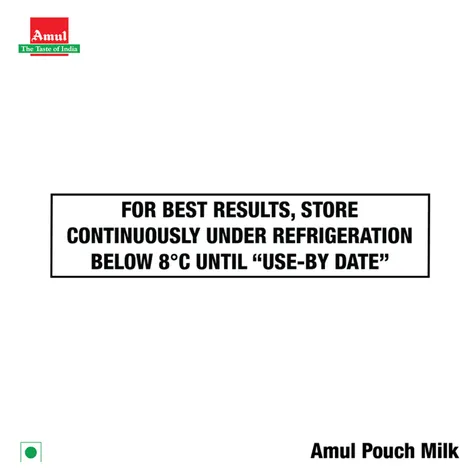 Amul
The Taste of India
FOR BEST RESULTS, STORE
CONTINUOUSLY UNDER REFRIGERATION
BELOW 8°C UNTIL “USE-BY DATE”
Amul Pouch Milk